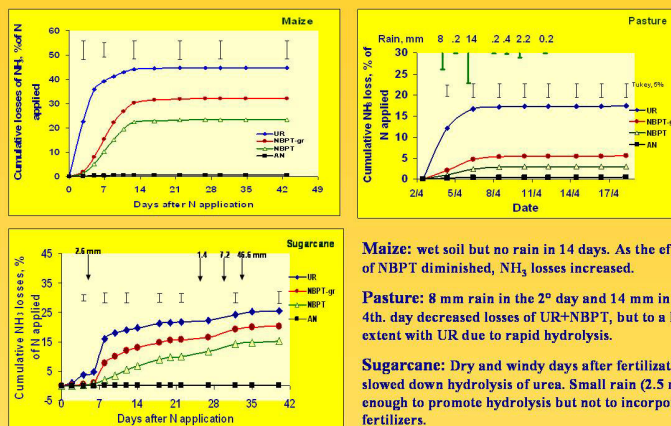 Maize
Cumulative losses of NH3, % of N applied
60
50
40
30
20
10
0
UR
NBPT-gr
NBPT
AN
0 7 14 21 28 35 42 49
Days after N application
Pasture
Rain, mm 8 .2 14 .2 .4 2.2 0.2
Cumulative NH3 loss, % of N applied
30
25
20
15
10
5
0
Tukey, 5%
UR
NBPT-g
NBPT
AN
2/4 5/4 8/4 11/4 14/4 17/4
Date
Sugarcane
2.6 mm 1.4 7.2 46.6 mm
Cumulative NH3 losses, % of N applied
45
35
25
15
5
-5
UR
NBPT-gr
NBPT
AN
0 5 10 15 20 25 30 35 40
Days after N application
Maize: wet soil but no rain in 14 days. As the ef
of NBPT diminished, NH3 losses increased.
Pasture: 8 mm rain in the 2° day and 14 mm in
4th. day decreased losses of UR+NBPT, but to a
extent with UR due to rapid hydrolysis.
Sugarcane: Dry and windy days after fertiliza
slowed down hydrolysis of urea. Small rain (2.5
enough to promote hydrolysis but not to incorpo
fertilizers.